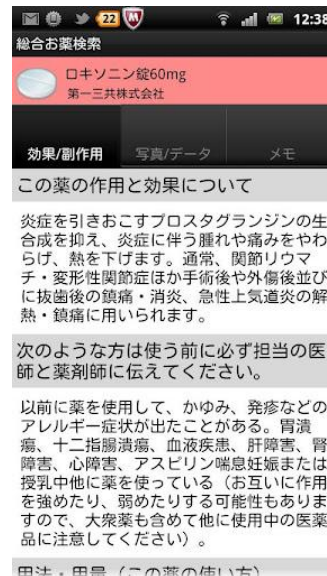 22
12:38
総合お薬検索
ロキソニン錠60mg
第一三共株式会社
効果/副作用
写真/データ
メモ
この薬の作用と効果について
炎症を引きおこすプロスタグランジンの生
合成を抑え、炎症に伴う腫れや痛みをやわ
らげ、熱を下げます。通常、関節リウマ
チ・変形性関節症ほか手術後や外傷後並び
に抜歯後の鎮痛・消炎、急性上気道炎の解
熱・鎮痛に用いられます。
次のような方は使う前に必ず担当の医
師と薬剤師に伝えてください。
以前に薬を使用して、かゆみ、発疹などの
アレルギー症状が出たことがある。胃潰
瘍、十二指腸潰瘍、血液疾患、肝障害、腎
障害、心障害、アスピリン喘息妊娠または
授乳中他に薬を使っている（お互いに作用
を強めたり、弱めたりする可能性もありま
すので、大衆薬も含めて他に使用中の医薬
品に注意してください）。
用法・用量（この薬の使い方）